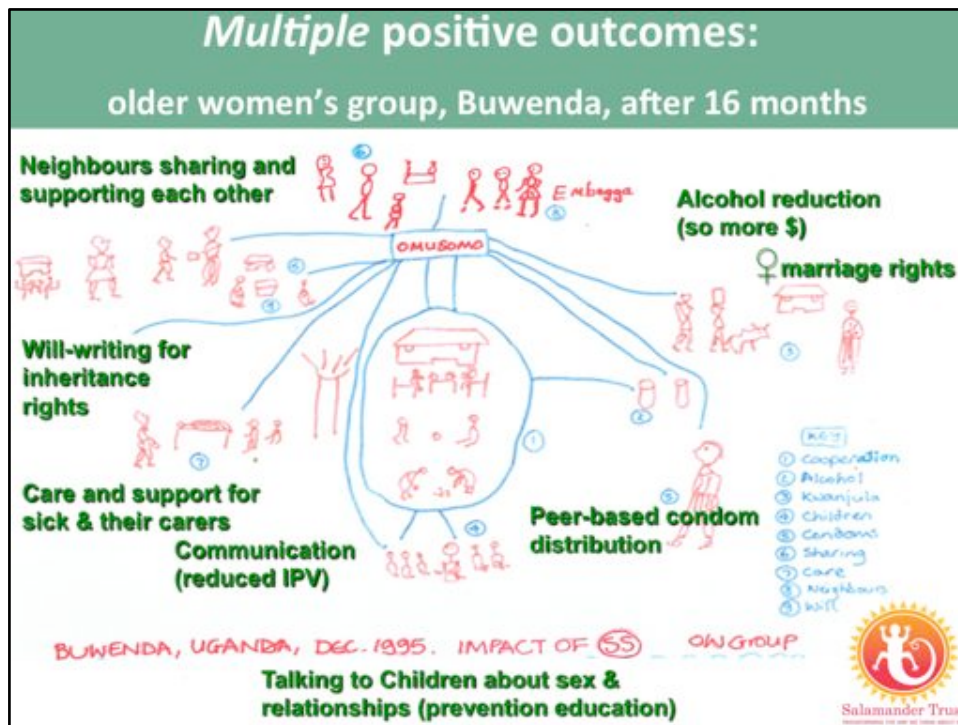 Multiple positive outcomes:
older women's group, Buwenda, after 16 months
Neighbours sharing and
supporting each other
Embagga
OMUSOMO
Alcohol reduction
(so more $)
♀marriage rights
Will-writing for
inheritance
rights
Care and support for
sick & their carers
Communication
(reduced IPV)
Peer-based condom
distribution
KEY
① Cooperation
② Alcohol
③ Kwanjula
④ Children
⑤ Condoms
⑥ Sharing
⑦ Care
⑧ Neighbours
⑨ Will
BUWENDA, UGANDA, DEC. 1995. IMPACT OF SS OW GROUP
Talking to Children about sex &
relationships (prevention education)
Salamander Trust